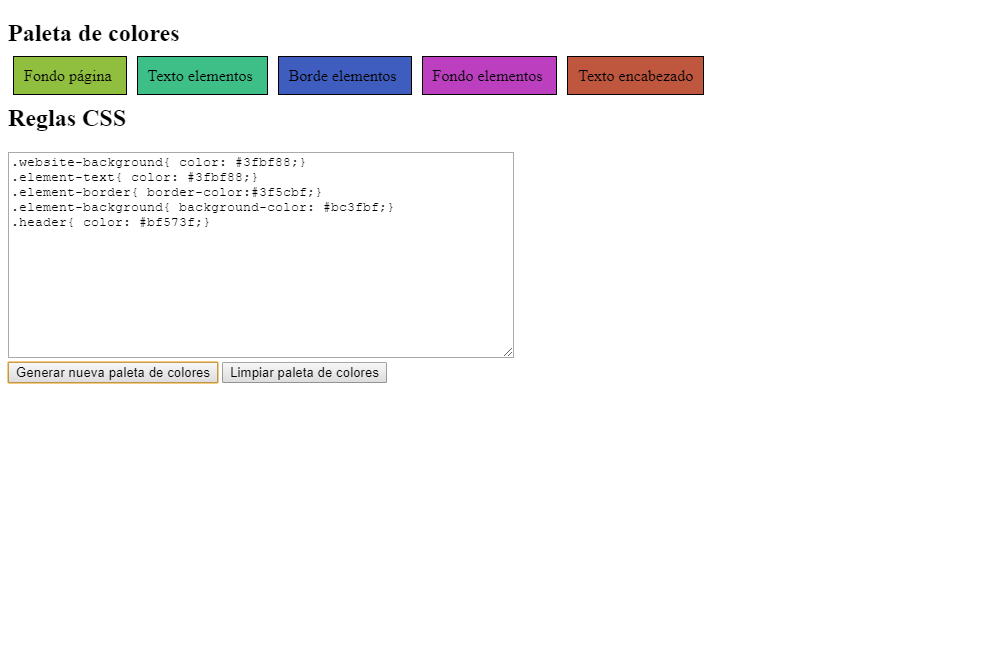 Paleta de colores
Fondo página Texto elementos Borde elementos Fondo elementos Texto encabezado
Reglas CSS
.website-background{ color: #3fbf88;}
.element-text{ color: #3fbf88;}
.element-border{ border-color:#3f5cbf;}
.element-background{ background-color: #bc3fbf;}
.header{ color: #bf573f;}
Generar nueva paleta de colores Limpiar paleta de colores